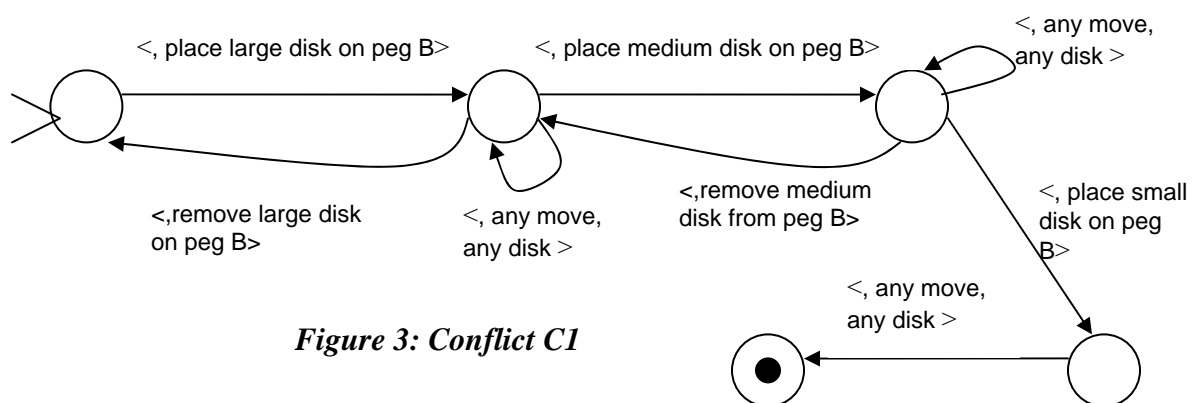 <, place large disk on peg B>
<, place medium disk on peg B>
<, any move,
any disk >
<,remove large disk
on peg B>
<, any move,
any disk >
<,remove medium
disk from peg B>
<, place small
disk on peg
B>
<, any move,
any disk >
Figure 3: Conflict C1